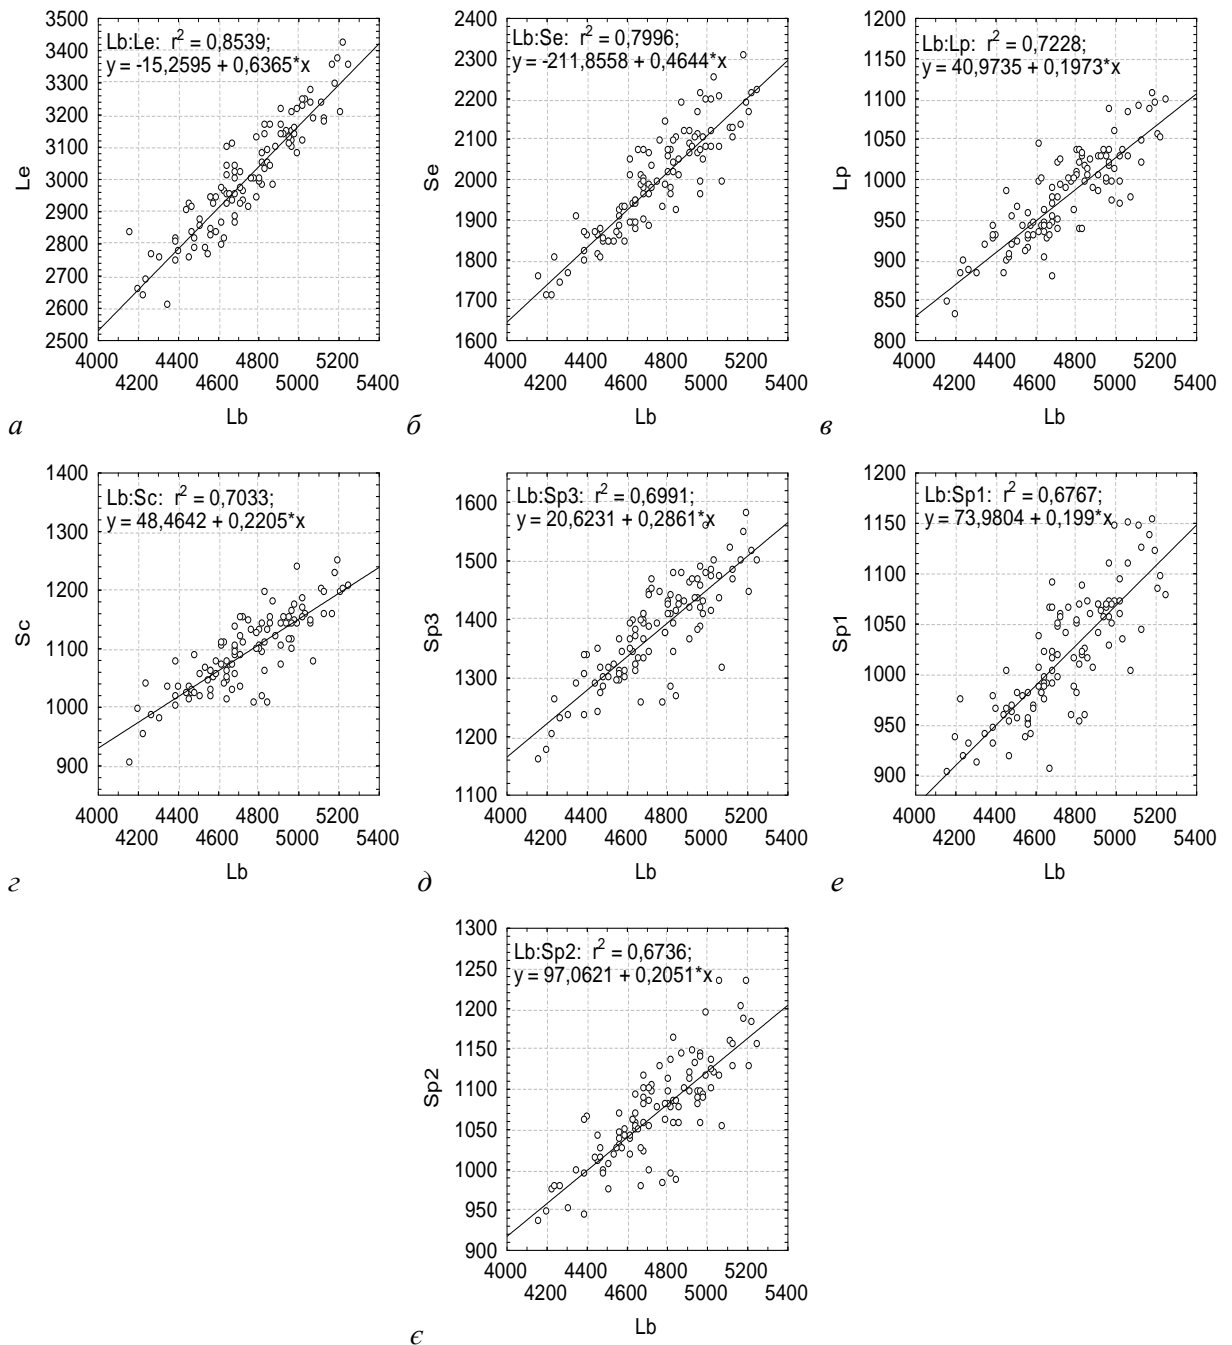 Lb:Le: r² = 0,8539;
y = -15,2595 + 0,6365*x
3500
3400
3300
3200
3100
3000
2900
2800
2700
2600
2500
Le
4000 4400 4800 5200
4200 4600 5000 5400
Lb
а
Lb:Se: r² = 0,7996;
y = -211,8558 + 0,4644*x
2400
2300
2200
2100
2000
1900
1800
1700
1600
Se
4000 4400 4800 5200
4200 4600 5000 5400
Lb
б
Lb:Lp: r² = 0,7228;
y = 40,9735 + 0,1973*x
1200
1100
1050
1000
950
900
850
800
Lp
4000 4400 4800 5200
4200 4600 5000 5400
Lb
в
Lb:Sc: r² = 0,7033;
y = 48,4642 + 0,2205*x
1400
1300
1200
1100
1000
900
Sc
4000 4400 4800 5200
4200 4600 5000 5400
Lb
г
Lb:Sp3: r² = 0,6991;
y = 20,6231 + 0,2861*x
1600
1500
1400
1300
1200
1100
Sp3
4000 4400 4800 5200
4200 4600 5000 5400
Lb
д
Lb:Sp1: r² = 0,6767;
y = 73,9804 + 0,199*x
1200
1150
1100
1050
1000
950
900
Sp1
4000 4400 4800 5200
4200 4600 5000 5400
Lb
е
Lb:Sp2: r² = 0,6736;
y = 97,0621 + 0,2051*x
1300
1250
1200
1150
1100
1050
1000
950
900
Sp2
4000 4400 4800 5200
4200 4600 5000 5400
Lb
є